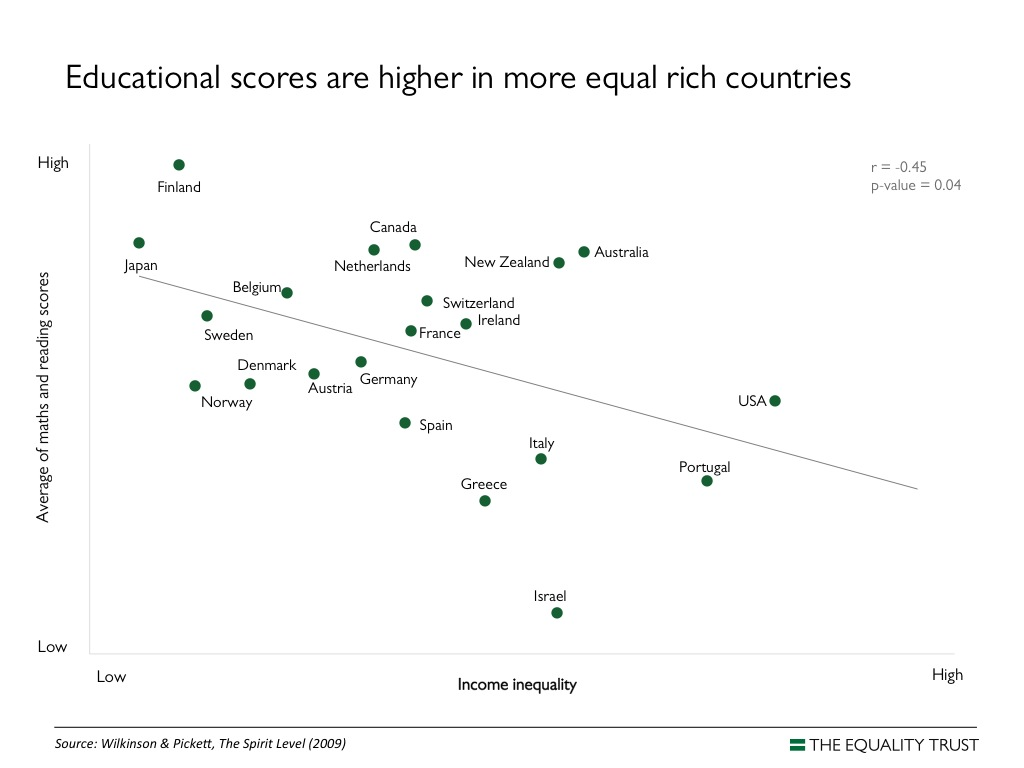 Educational scores are higher in more equal rich countries
High
r = -0.45
p-value = 0.04
Finland
Canada
Japan
Netherlands
New Zealand
Australia
Belgium
Switzerland
Ireland
Sweden
France
Denmark
Germany
Austria
Norway
USA
Spain
Italy
Portugal
Greece
Israel
Average of maths and reading scores
Low
Low
High
Income inequality
Source: Wilkinson & Pickett, The Spirit Level (2009)
THE EQUALITY TRUST